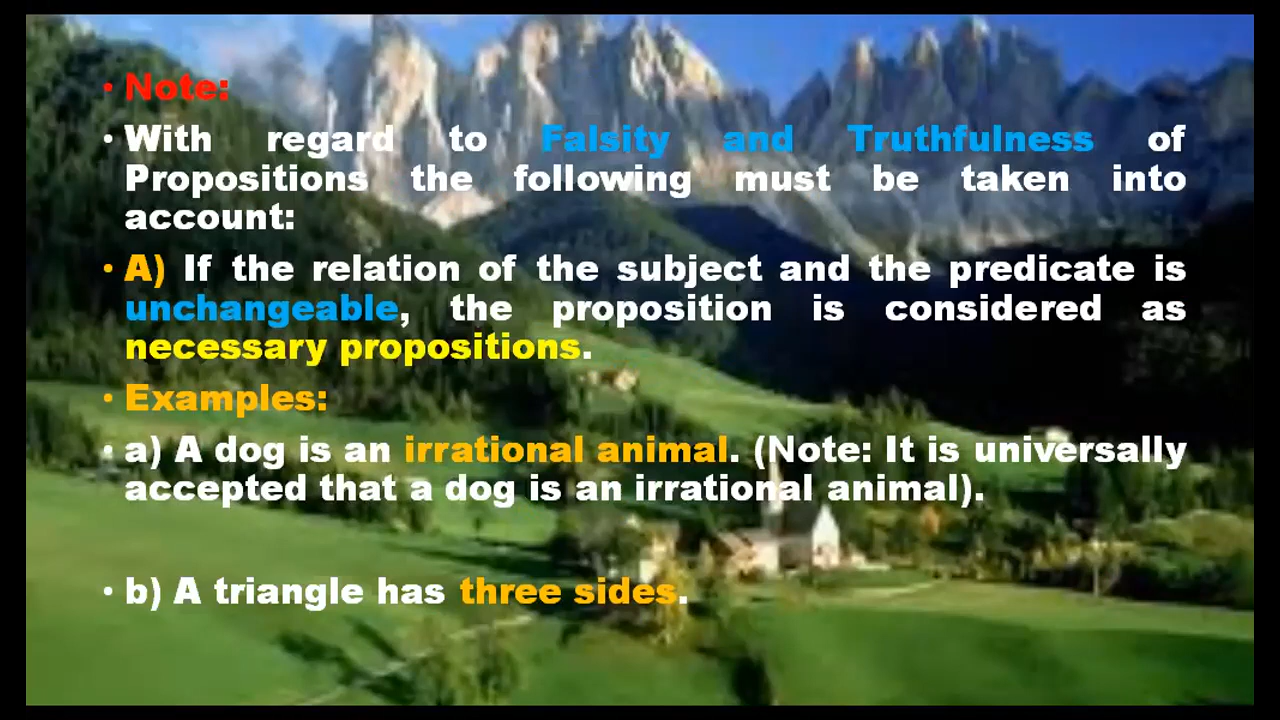 • Note:
• With regard to Falsity and Truthfulness of
Propositions the following must be taken into
account:
• A) If the relation of the subject and the predicate is
unchangeable, the proposition is considered as
necessary propositions.
• Examples:
• a) A dog is an irrational animal. (Note: It is universally
accepted that a dog is an irrational animal).
• b) A triangle has three sides.